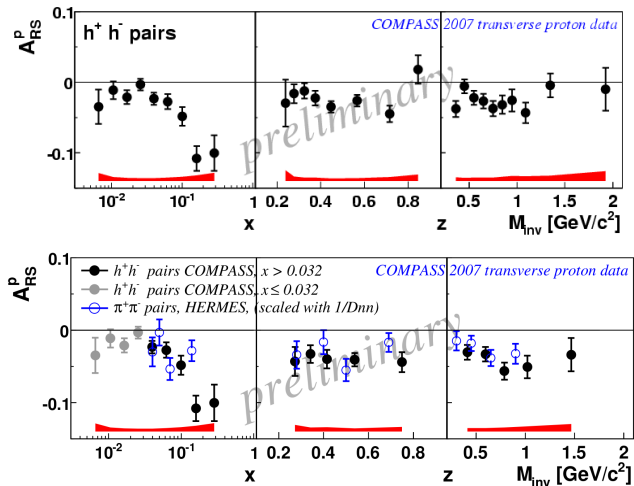 A^p_RS
0.1
0
-0.1
h⁺ h⁻ pairs
COMPASS 2007 transverse proton data
preliminary
10⁻² 10⁻¹ 1 0.2 0.4 0.6 0.8 0.5 1 1.5 2
x z M_inv [GeV/c²]
A^p_RS
0.1
0
-0.1
h⁺h⁻ pairs COMPASS, x > 0.032
h⁺h⁻ pairs COMPASS, x ≤ 0.032
π⁺π⁻ pairs, HERMES, (scaled with 1/Dnn)
COMPASS 2007 transverse proton data
preliminary
10⁻² 10⁻¹ 1 0.2 0.4 0.6 0.8 0.5 1 1.5 2
x z M_inv [GeV/c²]